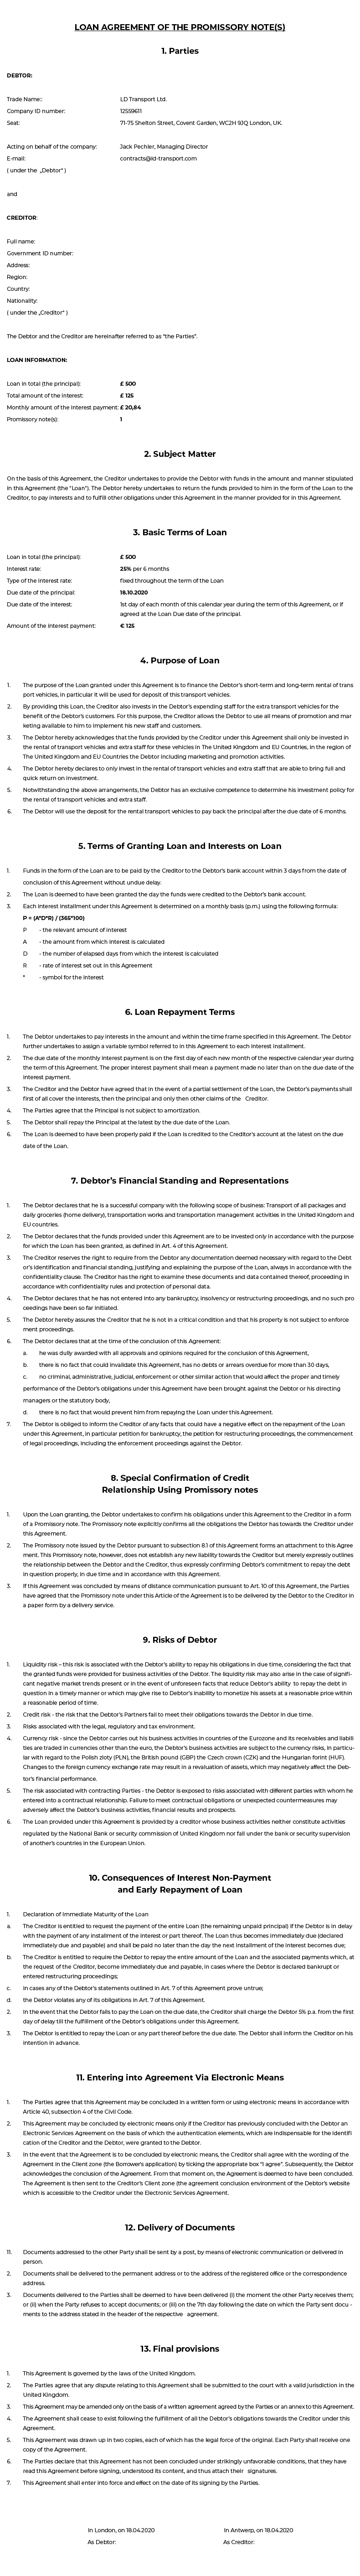 LOAN AGREEMENT OF THE PROMISSORY NOTE(S)
1. Parties
DEBTOR:
Trade Name:: LD Transport Ltd.
Company ID number: 12559611
Seat: 71-75 Shelton Street, Covent Garden, WC2H 9JQ London, UK.
Acting on behalf of the company: Jack Pechler, Managing Director
E-mail: contracts@ld-transport.com
( under the „Debtor“ )
and
CREDITOR:
Full name:
Government ID number:
Address:
Region:
Country:
Nationality:
( under the „Creditor“ )
The Debtor and the Creditor are hereinafter referred to as “the Parties”.
LOAN INFORMATION:
Loan in total (the principal): £ 500
Total amount of the interest: £ 125
Monthly amount of the interest payment: £ 20,84
Promissory note(s): 1
2. Subject Matter
On the basis of this Agreement, the Creditor undertakes to provide the Debtor with funds in the amount and manner stipulated
in this Agreement (the "Loan"). The Debtor hereby undertakes to return the funds provided to him in the form of the Loan to the
Creditor, to pay interests and to fulfill other obligations under this Agreement in the manner provided for in this Agreement.
3. Basic Terms of Loan
Loan in total (the principal): £ 500
Interest rate: 25% per 6 months
Type of the interest rate: fixed throughout the term of the Loan
Due date of the principal: 18.10.2020
Due date of the interest: 1st day of each month of this calendar year during the term of this Agreement, or if
agreed at the Loan Due date of the principal.
Amount of the interest payment: € 125
4. Purpose of Loan
1. The purpose of the Loan granted under this Agreement is to finance the Debtor's short-term and long-term rental of trans
port vehicles, in particular it will be used for deposit of this transport vehicles.
2. By providing this Loan, the Creditor also invests in the Debtor's expending staff for the extra transport vehicles for the
benefit of the Debtor's customers. For this purpose, the Creditor allows the Debtor to use all means of promotion and mar
keting available to him to implement his new staff and customers.
3. The Debtor hereby acknowledges that the funds provided by the Creditor under this Agreement shall only be invested in
the rental of transport vehicles and extra staff for these vehicles in The United Kingdom and EU Countries, in the region of
The United Kingdom and EU Countries the Debtor including marketing and promotion activities.
4. The Debtor hereby declares to only invest in the rental of transport vehicles and extra staff that are able to bring full and
quick return on investment.
5. Notwithstanding the above arrangements, the Debtor has an exclusive competence to determine his investment policy for
the rental of transport vehicles and extra staff.
6. The Debtor will use the deposit for the rental transport vehicles to pay back the principal after the due date of 6 months.
5. Terms of Granting Loan and Interests on Loan
1. Funds in the form of the Loan are to be paid by the Creditor to the Debtor's bank account within 3 days from the date of
conclusion of this Agreement without undue delay.
2. The Loan is deemed to have been granted the day the funds were credited to the Debtor's bank account.
3. Each interest installment under this Agreement is determined on a monthly basis (p.m.) using the following formula:
P = (A*D*R) / (365*100)
P - the relevant amount of interest
A - the amount from which interest is calculated
D - the number of elapsed days from which the interest is calculated
R - rate of interest set out in this Agreement
* - symbol for the interest
6. Loan Repayment Terms
1. The Debtor undertakes to pay interests in the amount and within the time frame specified in this Agreement. The Debtor
further undertakes to assign a variable symbol referred to in this Agreement to each interest installment.
2. The due date of the monthly interest payment is on the first day of each new month of the respective calendar year during
the term of this Agreement. The proper interest payment shall mean a payment made no later than on the due date of the
interest payment.
3. The Creditor and the Debtor have agreed that in the event of a partial settlement of the Loan, the Debtor's payments shall
first of all cover the interests, then the principal and only then other claims of the Creditor.
4. The Parties agree that the Principal is not subject to amortization.
5. The Debtor shall repay the Principal at the latest by the due date of the Loan.
6. The Loan is deemed to have been properly paid if the Loan is credited to the Creditor's account at the latest on the due
date of the Loan.
7. Debtor's Financial Standing and Representations
1. The Debtor declares that he is a successful company with the following scope of business: Transport of all packages and
daily groceries (home delivery), transportation works and transportation management activities in the United Kingdom and
EU countries.
2. The Debtor declares that the funds provided under this Agreement are to be invested only in accordance with the purpose
for which the Loan has been granted, as defined in Art. 4 of this Agreement.
3. The Creditor reserves the right to require from the Debtor any documentation deemed necessary with regard to the Debt
or's identification and financial standing, justifying and explaining the purpose of the Loan, always in accordance with the
confidentiality clause. The Creditor has the right to examine these documents and data contained thereof, proceeding in
accordance with confidentiality rules and protection of personal data.
4. The Debtor declares that he has not entered into any bankruptcy, insolvency or restructuring proceedings, and no such pro
ceedings have been so far initiated.
5. The Debtor hereby assures the Creditor that he is not in a critical condition and that his property is not subject to enforce
ment proceedings.
6. The Debtor declares that at the time of the conclusion of this Agreement:
a. he was dully awarded with all approvals and opinions required for the conclusion of this Agreement,
b. there is no fact that could invalidate this Agreement, has no debts or arrears overdue for more than 30 days,
c. no criminal, administrative, judicial, enforcement or other similar action that would affect the proper and timely
performance of the Debtor's obligations under this Agreement have been brought against the Debtor or his directing
managers or the statutory body,
d. there is no fact that would prevent him from repaying the Loan under this Agreement.
7. The Debtor is obliged to inform the Creditor of any facts that could have a negative effect on the repayment of the Loan
under this Agreement, in particular petition for bankruptcy, the petition for restructuring proceedings, the commencement
of legal proceedings, including the enforcement proceedings against the Debtor.
8. Special Confirmation of Credit
Relationship Using Promissory notes
1. Upon the Loan granting, the Debtor undertakes to confirm his obligations under this Agreement to the Creditor in a form
of a Promissory note. The Promissory note explicitly confirms all the obligations the Debtor has towards the Creditor under
this Agreement.
2. The Promissory note issued by the Debtor pursuant to subsection 8.1 of this Agreement forms an attachment to this Agree
ment. This Promissory note, however, does not establish any new liability towards the Creditor but merely expressly outlines
the relationship between the Debtor and the Creditor, thus expressly confirming Debtor's commitment to repay the debt
in question properly, in due time and in accordance with this Agreement.
3. If this Agreement was concluded by means of distance communication pursuant to Art. 10 of this Agreement, the Parties
have agreed that the Promissory note under this Article of the Agreement is to be delivered by the Debtor to the Creditor in
a paper form by a delivery service.
9. Risks of Debtor
1. Liquidity risk – this risk is associated with the Debtor's ability to repay his obligations in due time, considering the fact that
the granted funds were provided for business activities of the Debtor. The liquidity risk may also arise in the case of signifi-
cant negative market trends present or in the event of unforeseen facts that reduce Debtor's ability to repay the debt in
question in a timely manner or which may give rise to Debtor's inability to monetize his assets at a reasonable price within
a reasonable period of time.
2. Credit risk - the risk that the Debtor's Partners fail to meet their obligations towards the Debtor in due time.
3. Risks associated with the legal, regulatory and tax environment.
4. Currency risk - since the Debtor carries out his business activities in countries of the Eurozone and its receivables and liabili
ties are traded in currencies other than the euro, the Debtor's business activities are subject to the currency risks, in particu-
lar with regard to the Polish zloty (PLN), the British pound (GBP) the Czech crown (CZK) and the Hungarian forint (HUF).
Changes to the foreign currency exchange rate may result in a revaluation of assets, which may negatively affect the Deb-
tor's financial performance.
5. The risk associated with contracting Parties - the Debtor is exposed to risks associated with different parties with whom he
entered into a contractual relationship. Failure to meet contractual obligations or unexpected countermeasures may
adversely affect the Debtor's business activities, financial results and prospects.
6. The Loan provided under this Agreement is provided by a creditor whose business activities neither constitute activities
regulated by the National Bank or security commission of United Kingdom nor fall under the bank or security supervision
of another's countries in the European Union.
10. Consequences of Interest Non-Payment
and Early Repayment of Loan
1. Declaration of Immediate Maturity of the Loan
a. The Creditor is entitled to request the payment of the entire Loan (the remaining unpaid principal) if the Debtor is in delay
with the payment of any installment of the interest or part thereof. The Loan thus becomes immediately due (declared
immediately due and payable) and shall be paid no later than the day the next installment of the interest becomes due;
b. The Creditor is entitled to require the Debtor to repay the entire amount of the Loan and the associated payments which, at
the request of the Creditor, become immediately due and payable, in cases where the Debtor is declared bankrupt or
entered restructuring proceedings;
c. in cases any of the Debtor's statements outlined in Art. 7 of this Agreement prove untrue;
d. the Debtor violates any of its obligations in Art. 7 of this Agreement.
2. In the event that the Debtor fails to pay the Loan on the due date, the Creditor shall charge the Debtor 5% p.a. from the first
day of delay till the fulfillment of the Debtor's obligations under this Agreement.
3. The Debtor is entitled to repay the Loan or any part thereof before the due date. The Debtor shall inform the Creditor on his
intention in advance.
11. Entering into Agreement Via Electronic Means
1. The Parties agree that this Agreement may be concluded in a written form or using electronic means in accordance with
Article 40, subsection 4 of the Civil Code.
2. This Agreement may be concluded by electronic means only if the Creditor has previously concluded with the Debtor an
Electronic Services Agreement on the basis of which the authentication elements, which are indispensable for the identifi
cation of the Creditor and the Debtor, were granted to the Debtor.
3. In the event that the Agreement is to be concluded by electronic means, the Creditor shall agree with the wording of the
Agreement in the Client zone (the Borrower's application) by ticking the appropriate box “I agree”. Subsequently, the Debtor
acknowledges the conclusion of the Agreement. From that moment on, the Agreement is deemed to have been concluded.
The Agreement is then sent to the Creditor's Client zone (the agreement conclusion environment of the Debtor's website
which is accessible to the Creditor under the Electronic Services Agreement.
12. Delivery of Documents
11. Documents addressed to the other Party shall be sent by a post, by means of electronic communication or delivered in
person.
2. Documents shall be delivered to the permanent address or to the address of the registered office or the correspondence
address.
3. Documents delivered to the Parties shall be deemed to have been delivered (i) the moment the other Party receives them;
or (ii) when the Party refuses to accept documents; or (iii) on the 7th day following the date on which the Party sent docu -
ments to the address stated in the header of the respective agreement.
13. Final provisions
1. This Agreement is governed by the laws of the United Kingdom.
2. The Parties agree that any dispute relating to this Agreement shall be submitted to the court with a valid jurisdiction in the
United Kingdom.
3. This Agreement may be amended only on the basis of a written agreement agreed by the Parties or an annex to this Agreement.
4. The Agreement shall cease to exist following the fulfillment of all the Debtor's obligations towards the Creditor under this
Agreement.
5. This Agreement was drawn up in two copies, each of which has the legal force of the original. Each Party shall receive one
copy of the Agreement.
6. The Parties declare that this Agreement has not been concluded under strikingly unfavorable conditions, that they have
read this Agreement before signing, understood its content, and thus attach their signatures.
7. This Agreement shall enter into force and effect on the date of its signing by the Parties.
In London, on 18.04.2020 In Antwerp, on 18.04.2020
As Debtor: As Creditor: